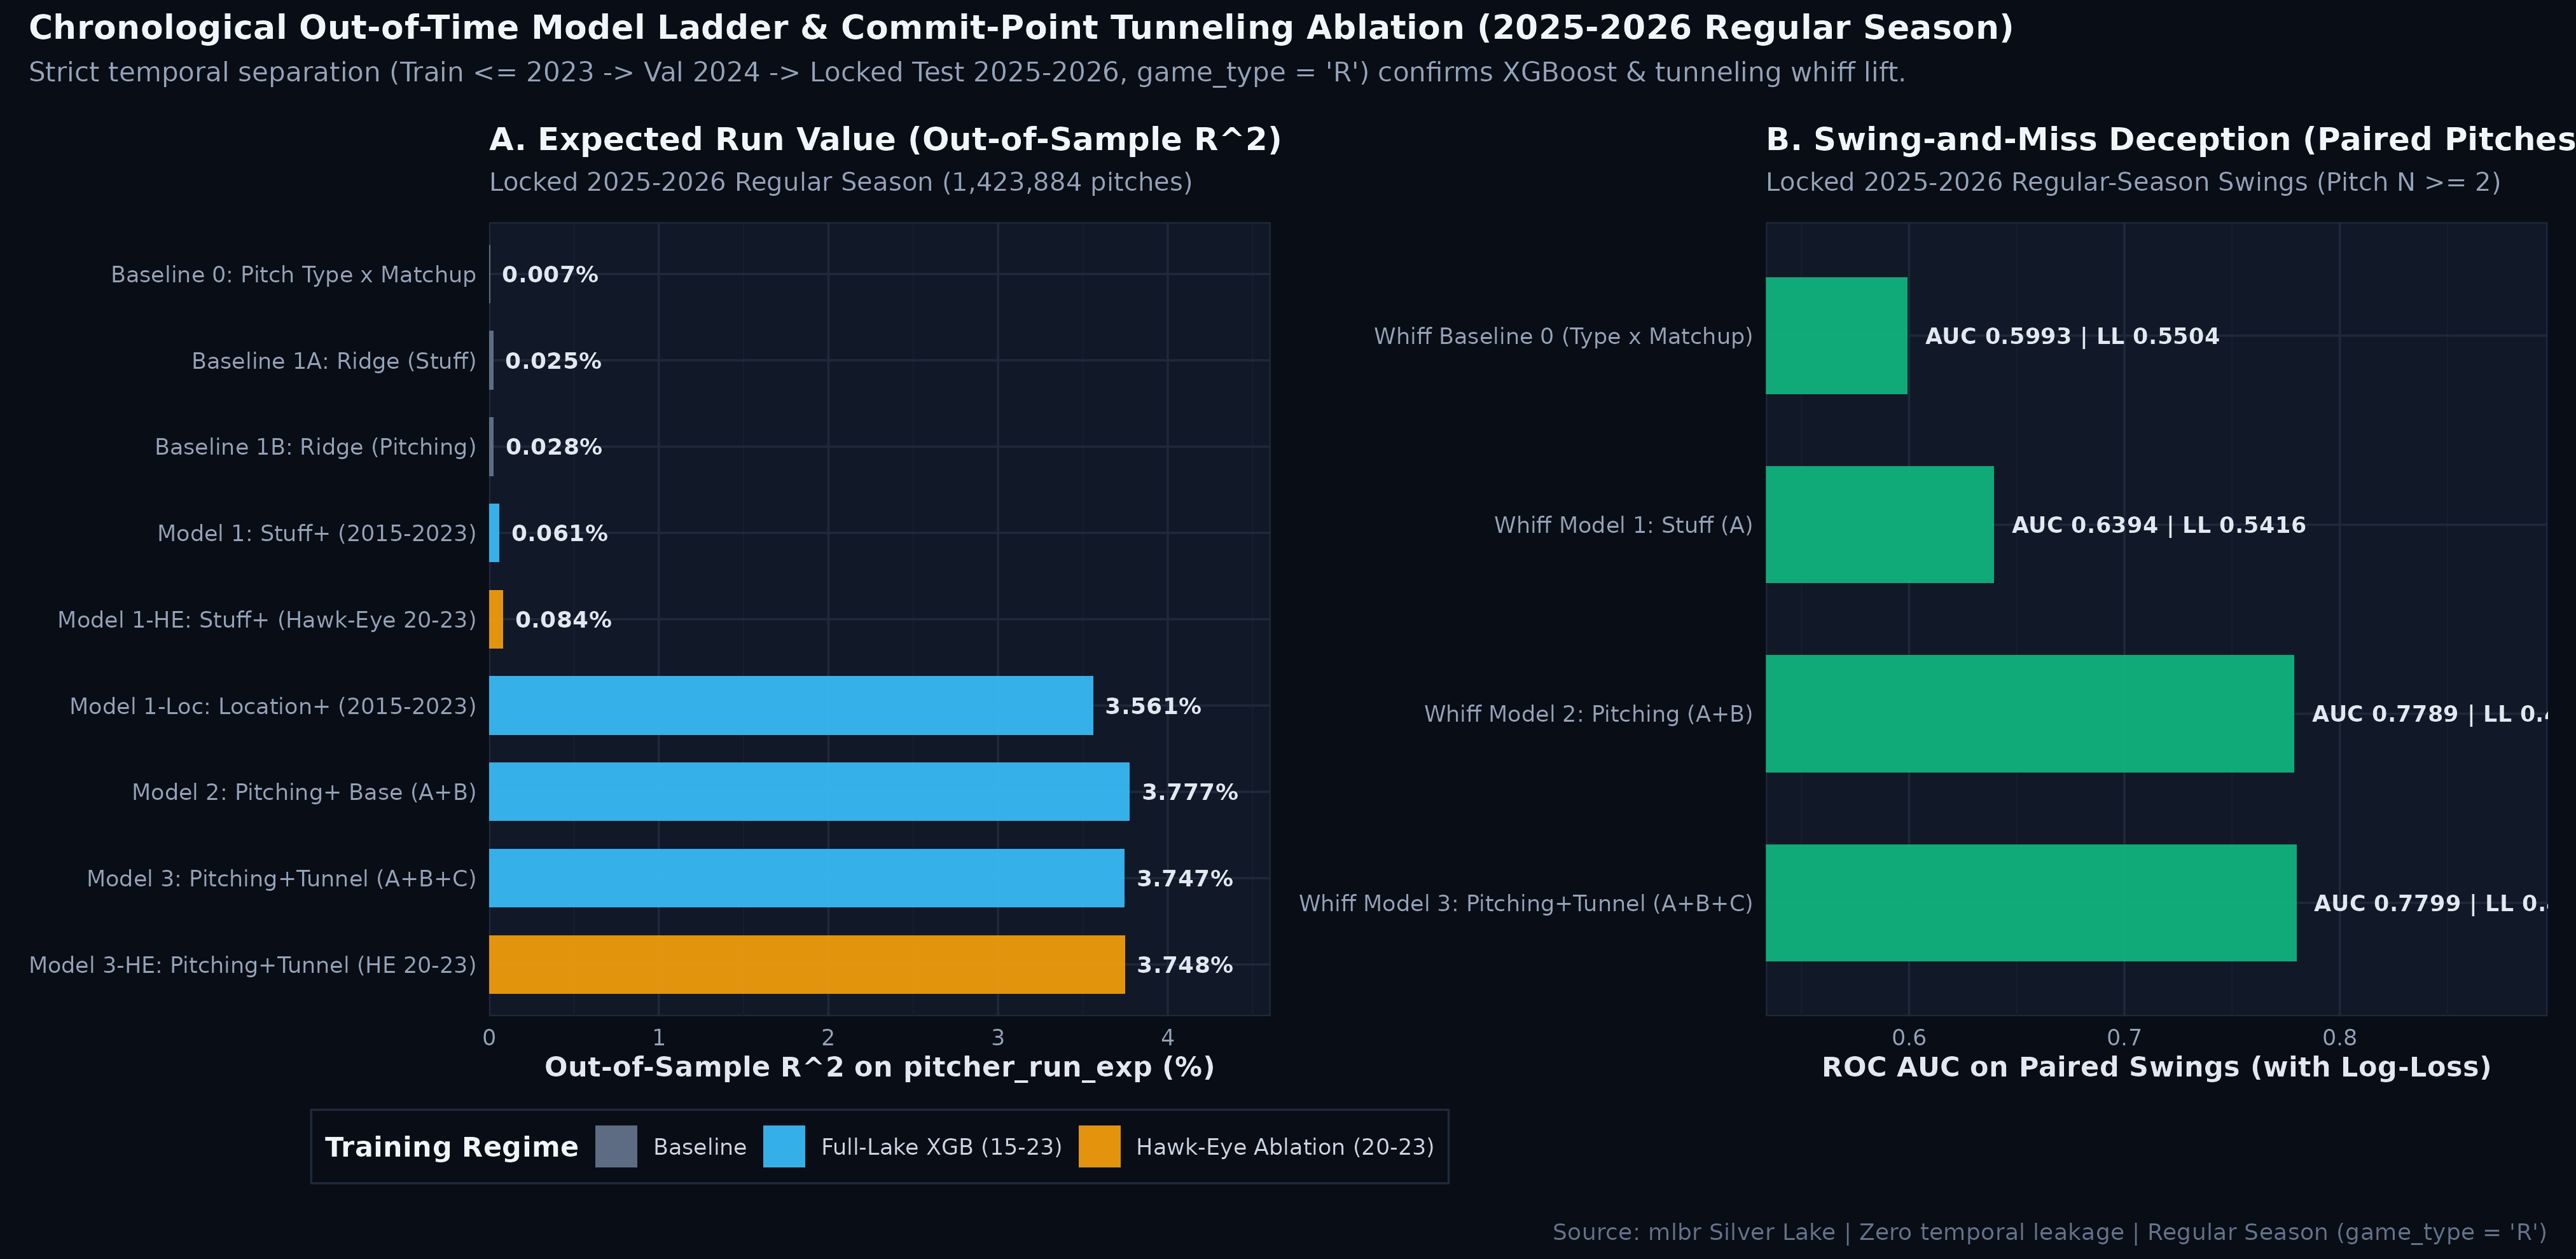 Chronological Out-of-Time Model Ladder & Commit-Point Tunneling Ablation (2025-2026 Regular Season)
Strict temporal separation (Train <= 2023 -> Val 2024 -> Locked Test 2025-2026, game_type = 'R') confirms XGBoost & tunneling whiff lift.
A. Expected Run Value (Out-of-Sample R^2)
Locked 2025-2026 Regular Season (1,423,884 pitches)
Baseline 0: Pitch Type x Matchup
0.007%
Baseline 1A: Ridge (Stuff)
0.025%
Baseline 1B: Ridge (Pitching)
0.028%
Model 1: Stuff+ (2015-2023)
0.061%
Model 1-HE: Stuff+ (Hawk-Eye 20-23)
0.084%
Model 1-Loc: Location+ (2015-2023)
3.561%
Model 2: Pitching+ Base (A+B)
3.777%
Model 3: Pitching+Tunnel (A+B+C)
3.747%
Model 3-HE: Pitching+Tunnel (HE 20-23)
3.748%
0 1 2 3 4
Out-of-Sample R^2 on pitcher_run_exp (%)
B. Swing-and-Miss Deception (Paired Pitches
Locked 2025-2026 Regular-Season Swings (Pitch N >= 2)
Whiff Baseline 0 (Type x Matchup)
AUC 0.5993 | LL 0.5504
Whiff Model 1: Stuff (A)
AUC 0.6394 | LL 0.5416
Whiff Model 2: Pitching (A+B)
AUC 0.7789 | LL 0.4
Whiff Model 3: Pitching+Tunnel (A+B+C)
AUC 0.7799 | LL 0.
0.6 0.7 0.8
ROC AUC on Paired Swings (with Log-Loss)
Training Regime Baseline Full-Lake XGB (15-23) Hawk-Eye Ablation (20-23)
Source: mlbr Silver Lake | Zero temporal leakage | Regular Season (game_type = 'R')